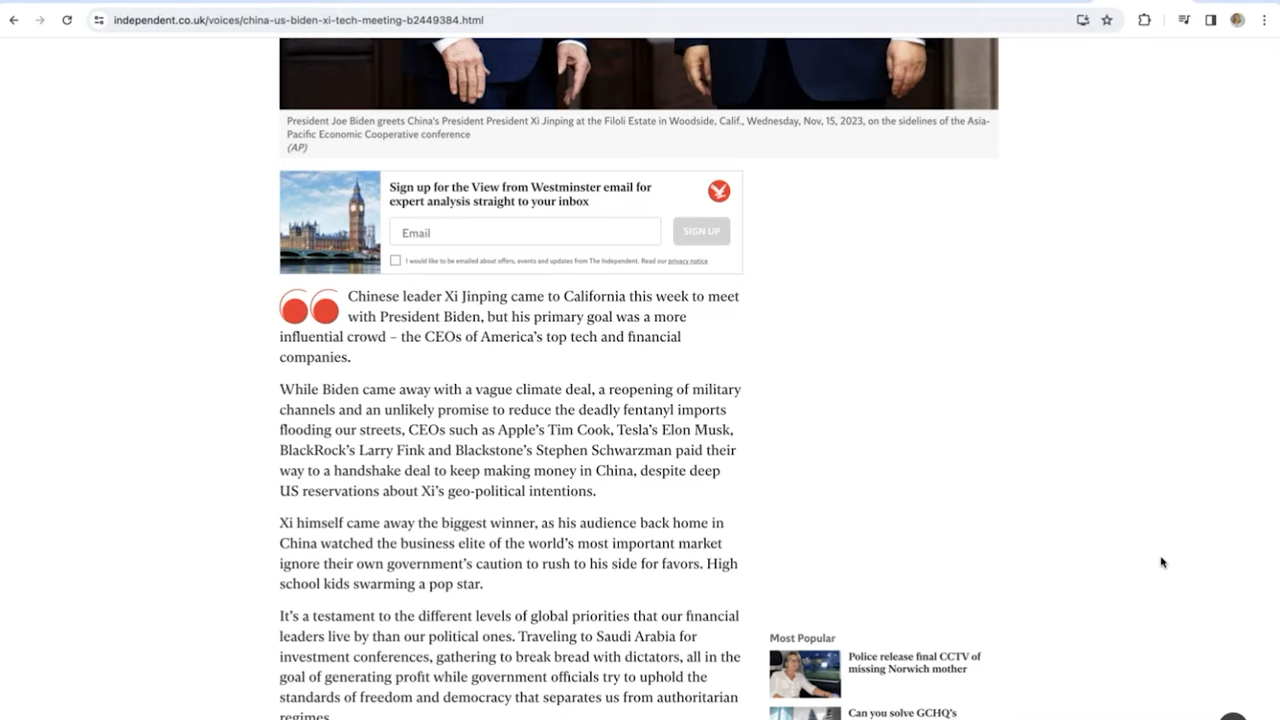 independent.co.uk/voices/china-us-biden-xi-tech-meeting-b2449384.html
President Joe Biden greets China's President President Xi Jinping at the Filoli Estate in Woodside, Calif., Wednesday, Nov, 15, 2023, on the sidelines of the Asia-
Pacific Economic Cooperative conference
(AP)
Sign up for the View from Westminster email for
expert analysis straight to your inbox
Email
SIGN UP
I would like to be emailed about offers, events and updates from The Independent. Read our privacy notice
Chinese leader Xi Jinping came to California this week to meet
with President Biden, but his primary goal was a more
influential crowd – the CEOs of America's top tech and financial
companies.
While Biden came away with a vague climate deal, a reopening of military
channels and an unlikely promise to reduce the deadly fentanyl imports
flooding our streets, CEOs such as Apple's Tim Cook, Tesla's Elon Musk,
BlackRock's Larry Fink and Blackstone's Stephen Schwarzman paid their
way to a handshake deal to keep making money in China, despite deep
US reservations about Xi's geo-political intentions.
Xi himself came away the biggest winner, as his audience back home in
China watched the business elite of the world's most important market
ignore their own government's caution to rush to his side for favors. High
school kids swarming a pop star.
It's a testament to the different levels of global priorities that our financial
leaders live by than our political ones. Traveling to Saudi Arabia for
investment conferences, gathering to break bread with dictators, all in the
goal of generating profit while government officials try to uphold the
standards of freedom and democracy that separates us from authoritarian
regimes.
Most Popular
Police release final CCTV of
missing Norwich mother
Can you solve GCHQ's